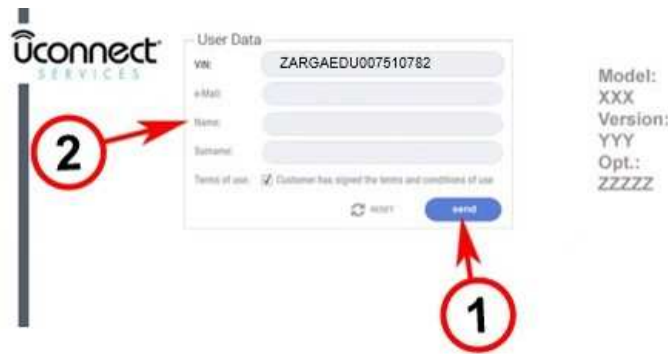 uconnect
SERVICES
User Data
VIN: ZARGAEDU007510782
e-Mail:
Name:
Surname:
Terms of use: Customer has signed the terms and conditions of use
RESET send
Model:
XXX
Version:
YYY
Opt.:
ZZZZZ
2
1